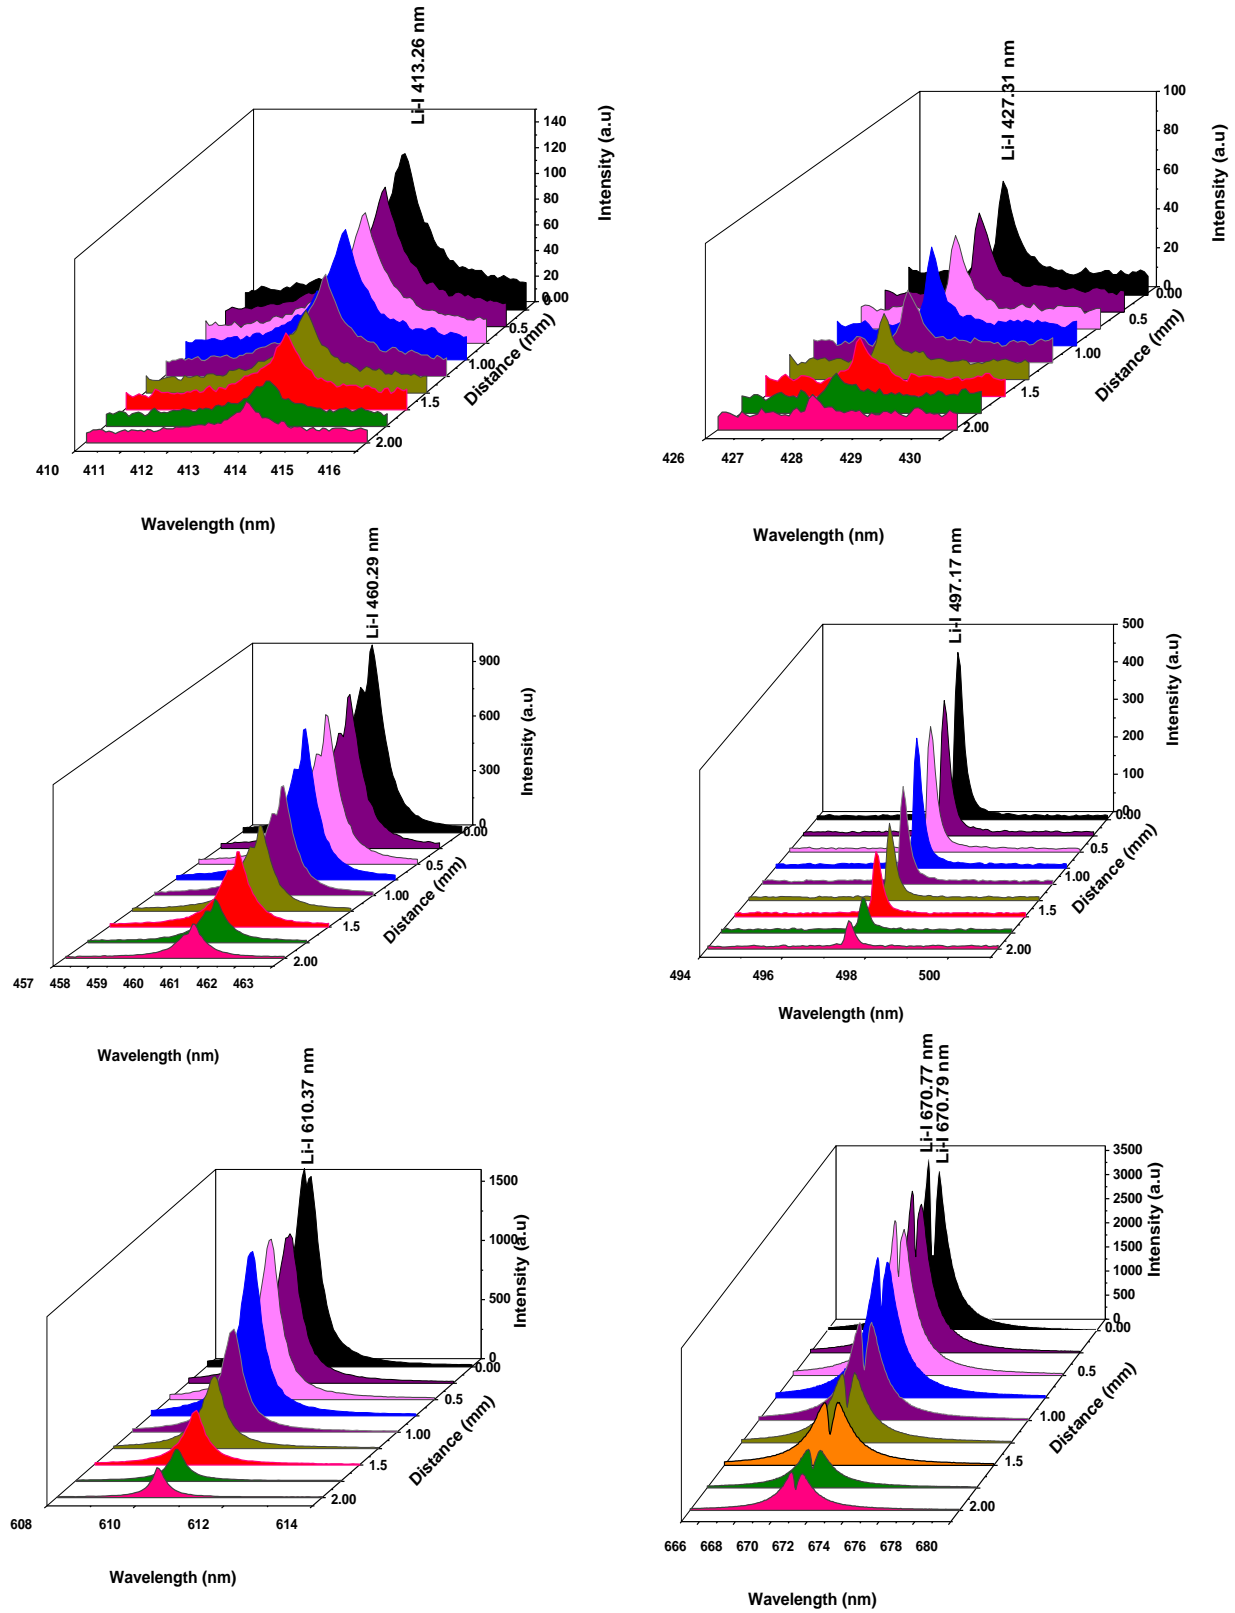 Li-I 413.26 nm
140
120
100
80
60
40
20
0
Intensity (a.u)
0.00
0.5
1.00
1.5
2.00
Distance (mm)
410 411 412 413 414 415 416
Wavelength (nm)
Li-I 427.31 nm
100
80
60
40
20
0
Intensity (a.u)
0.00
0.5
1.00
1.5
2.00
Distance (mm)
426 427 428 429 430
Wavelength (nm)
Li-I 460.29 nm
900
600
300
0
Intensity (a.u)
0.00
0.5
1.00
1.5
2.00
Distance (mm)
457 458 459 460 461 462 463
Wavelength (nm)
Li-I 497.17 nm
500
400
300
200
100
0
Intensity (a.u)
0.00
0.5
1.00
1.5
2.00
Distance (mm)
494 496 498 500
Wavelength (nm)
Li-I 610.37 nm
1500
1000
500
0
Intensity (a.u)
0.00
0.5
1.00
1.5
2.00
Distance (mm)
608 610 612 614
Wavelength (nm)
Li-I 670.77 nm
Li-I 670.79 nm
3500
3000
2500
2000
1500
1000
500
0
Intensity (a.u)
0.00
0.5
1.00
1.5
2.00
Distance (mm)
666 668 670 672 674 676 678 680
Wavelength (nm)